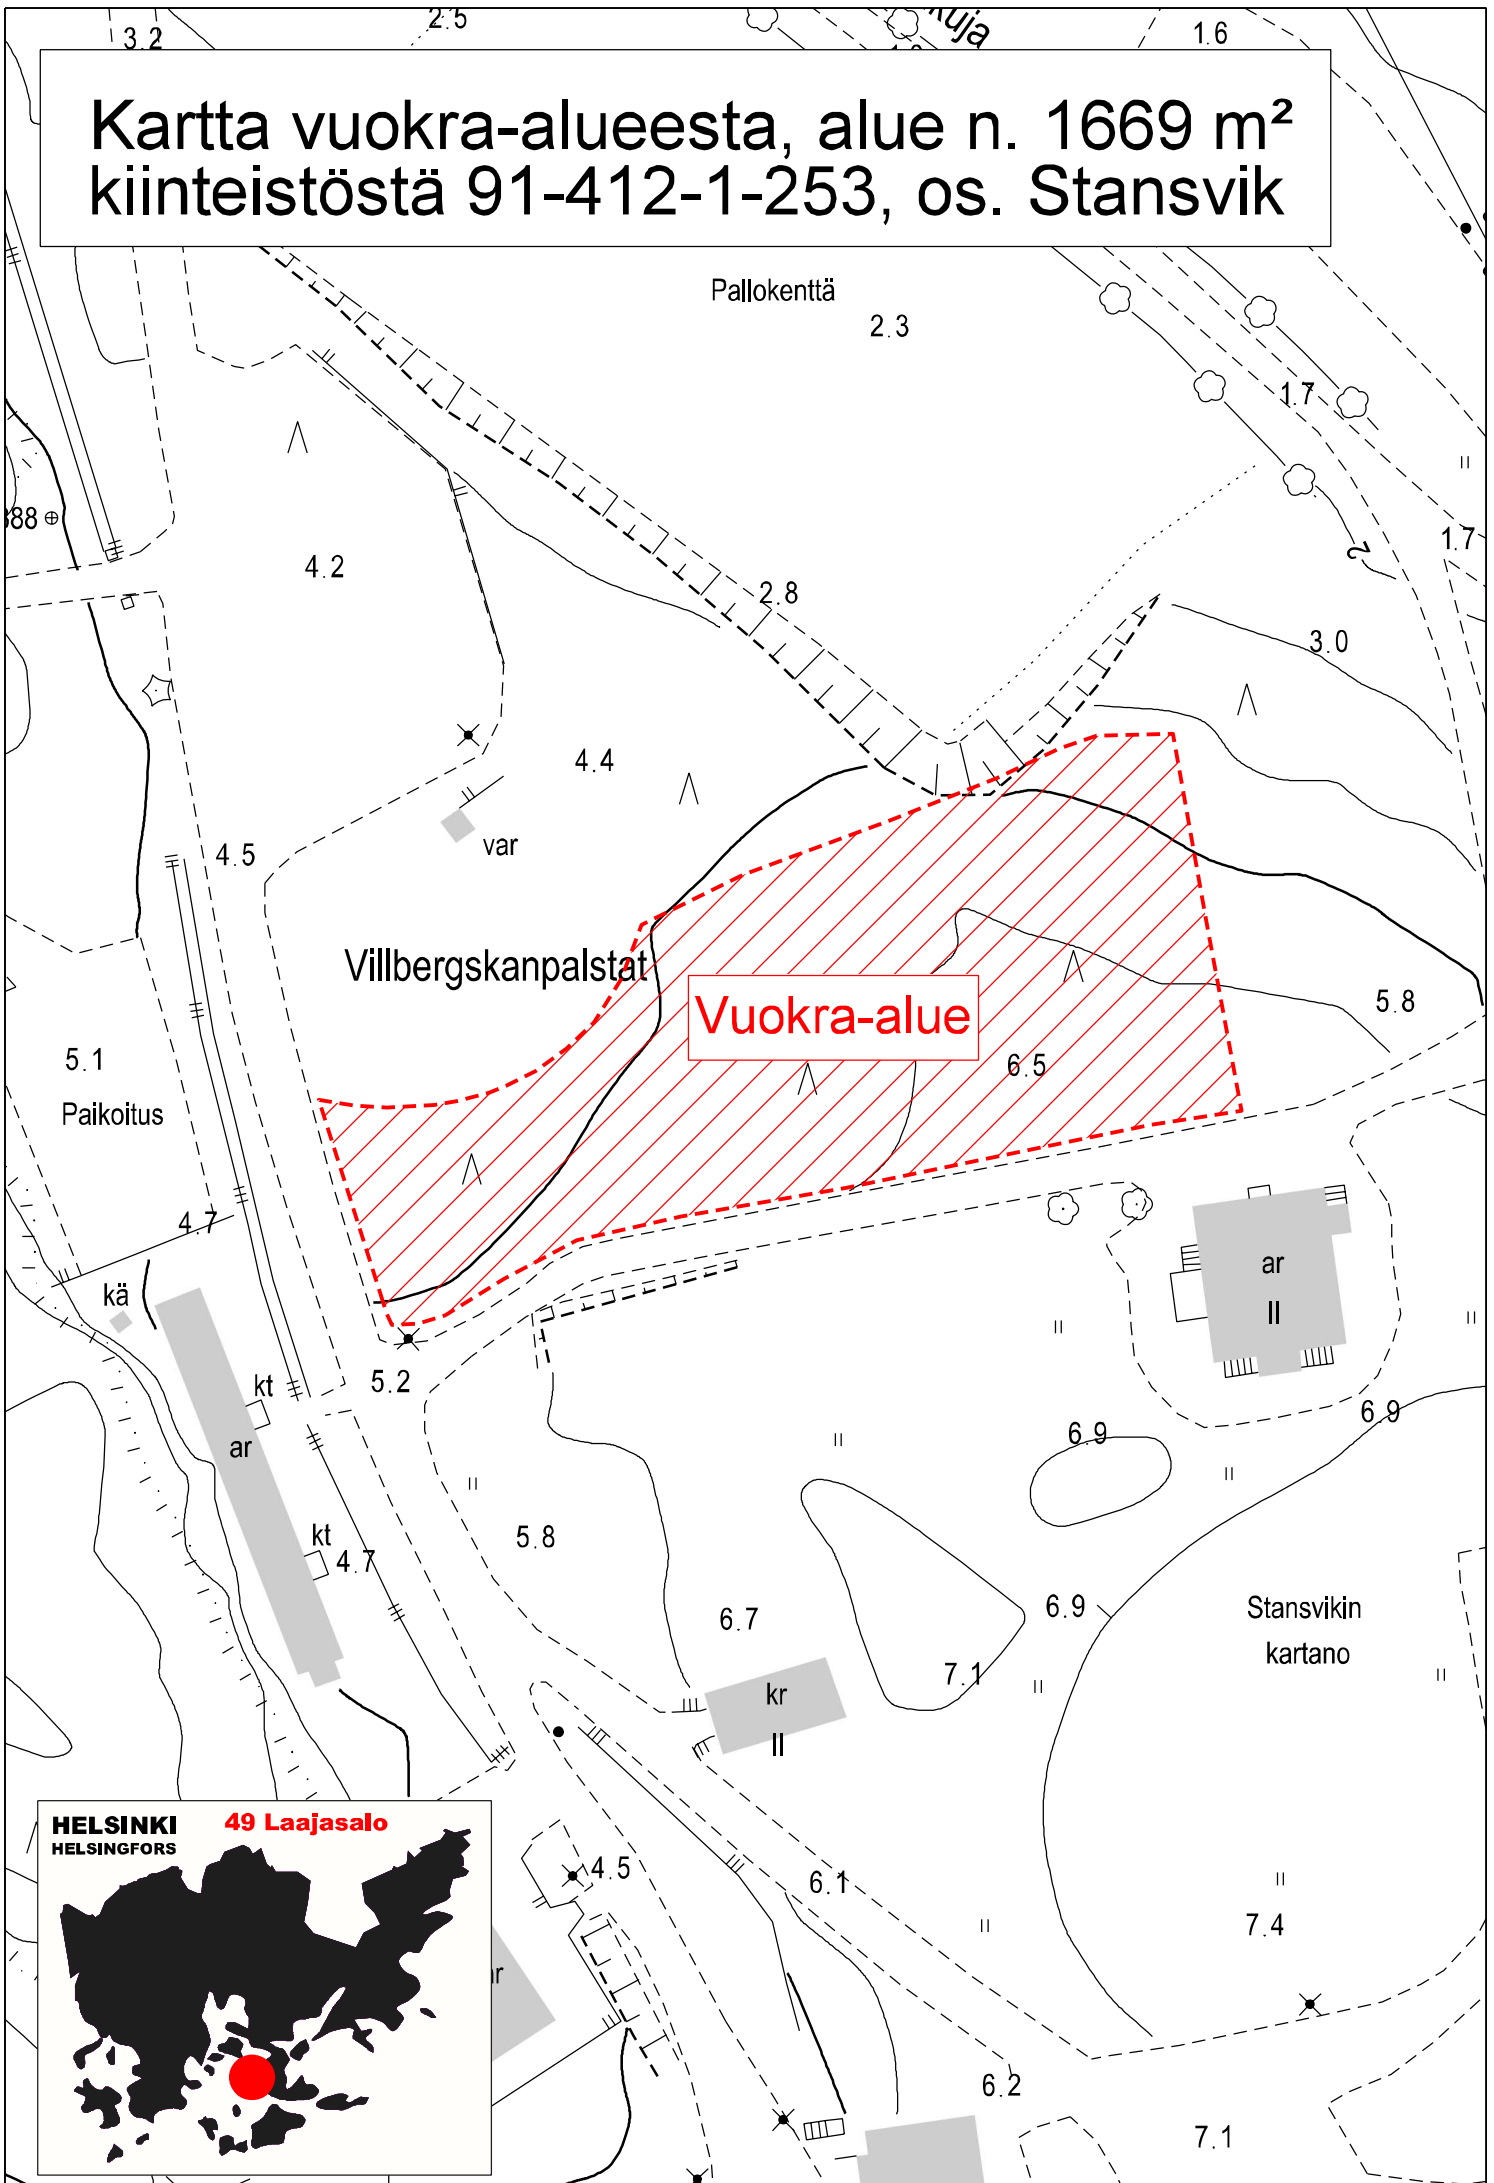 3.2
2.5
kuja
1.6
Kartta vuokra-alueesta, alue n. 1669 m²
kiinteistöstä 91-412-1-253, os. Stansvik
Pallokenttä
2.3
1.7
88
2
1.7
4.2
2.8
3.0
4.4
var
4.5
Villbergskanpalstat
Vuokra-alue
5.8
5.1
6.5
Paikoitus
4.7
kä
ar
II
5.2
kt
ar
6.9
6.9
kt
4.7
5.8
6.7
6.9
Stansvikin
kartano
7.1
kr
II
HELSINKI
49 Laajasalo
HELSINGFORS
4.5
6.1
7.4
6.2
7.1